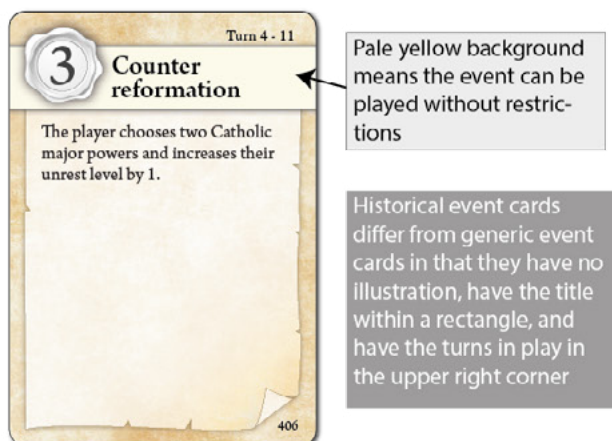 Turn 4 - 11
3
Counter
reformation
The player chooses two Catholic
major powers and increases their
unrest level by 1.
406
Pale yellow background
means the event can be
played without restric-
tions
Historical event cards
differ from generic event
cards in that they have no
illustration, have the title
within a rectangle, and
have the turns in play in
the upper right corner